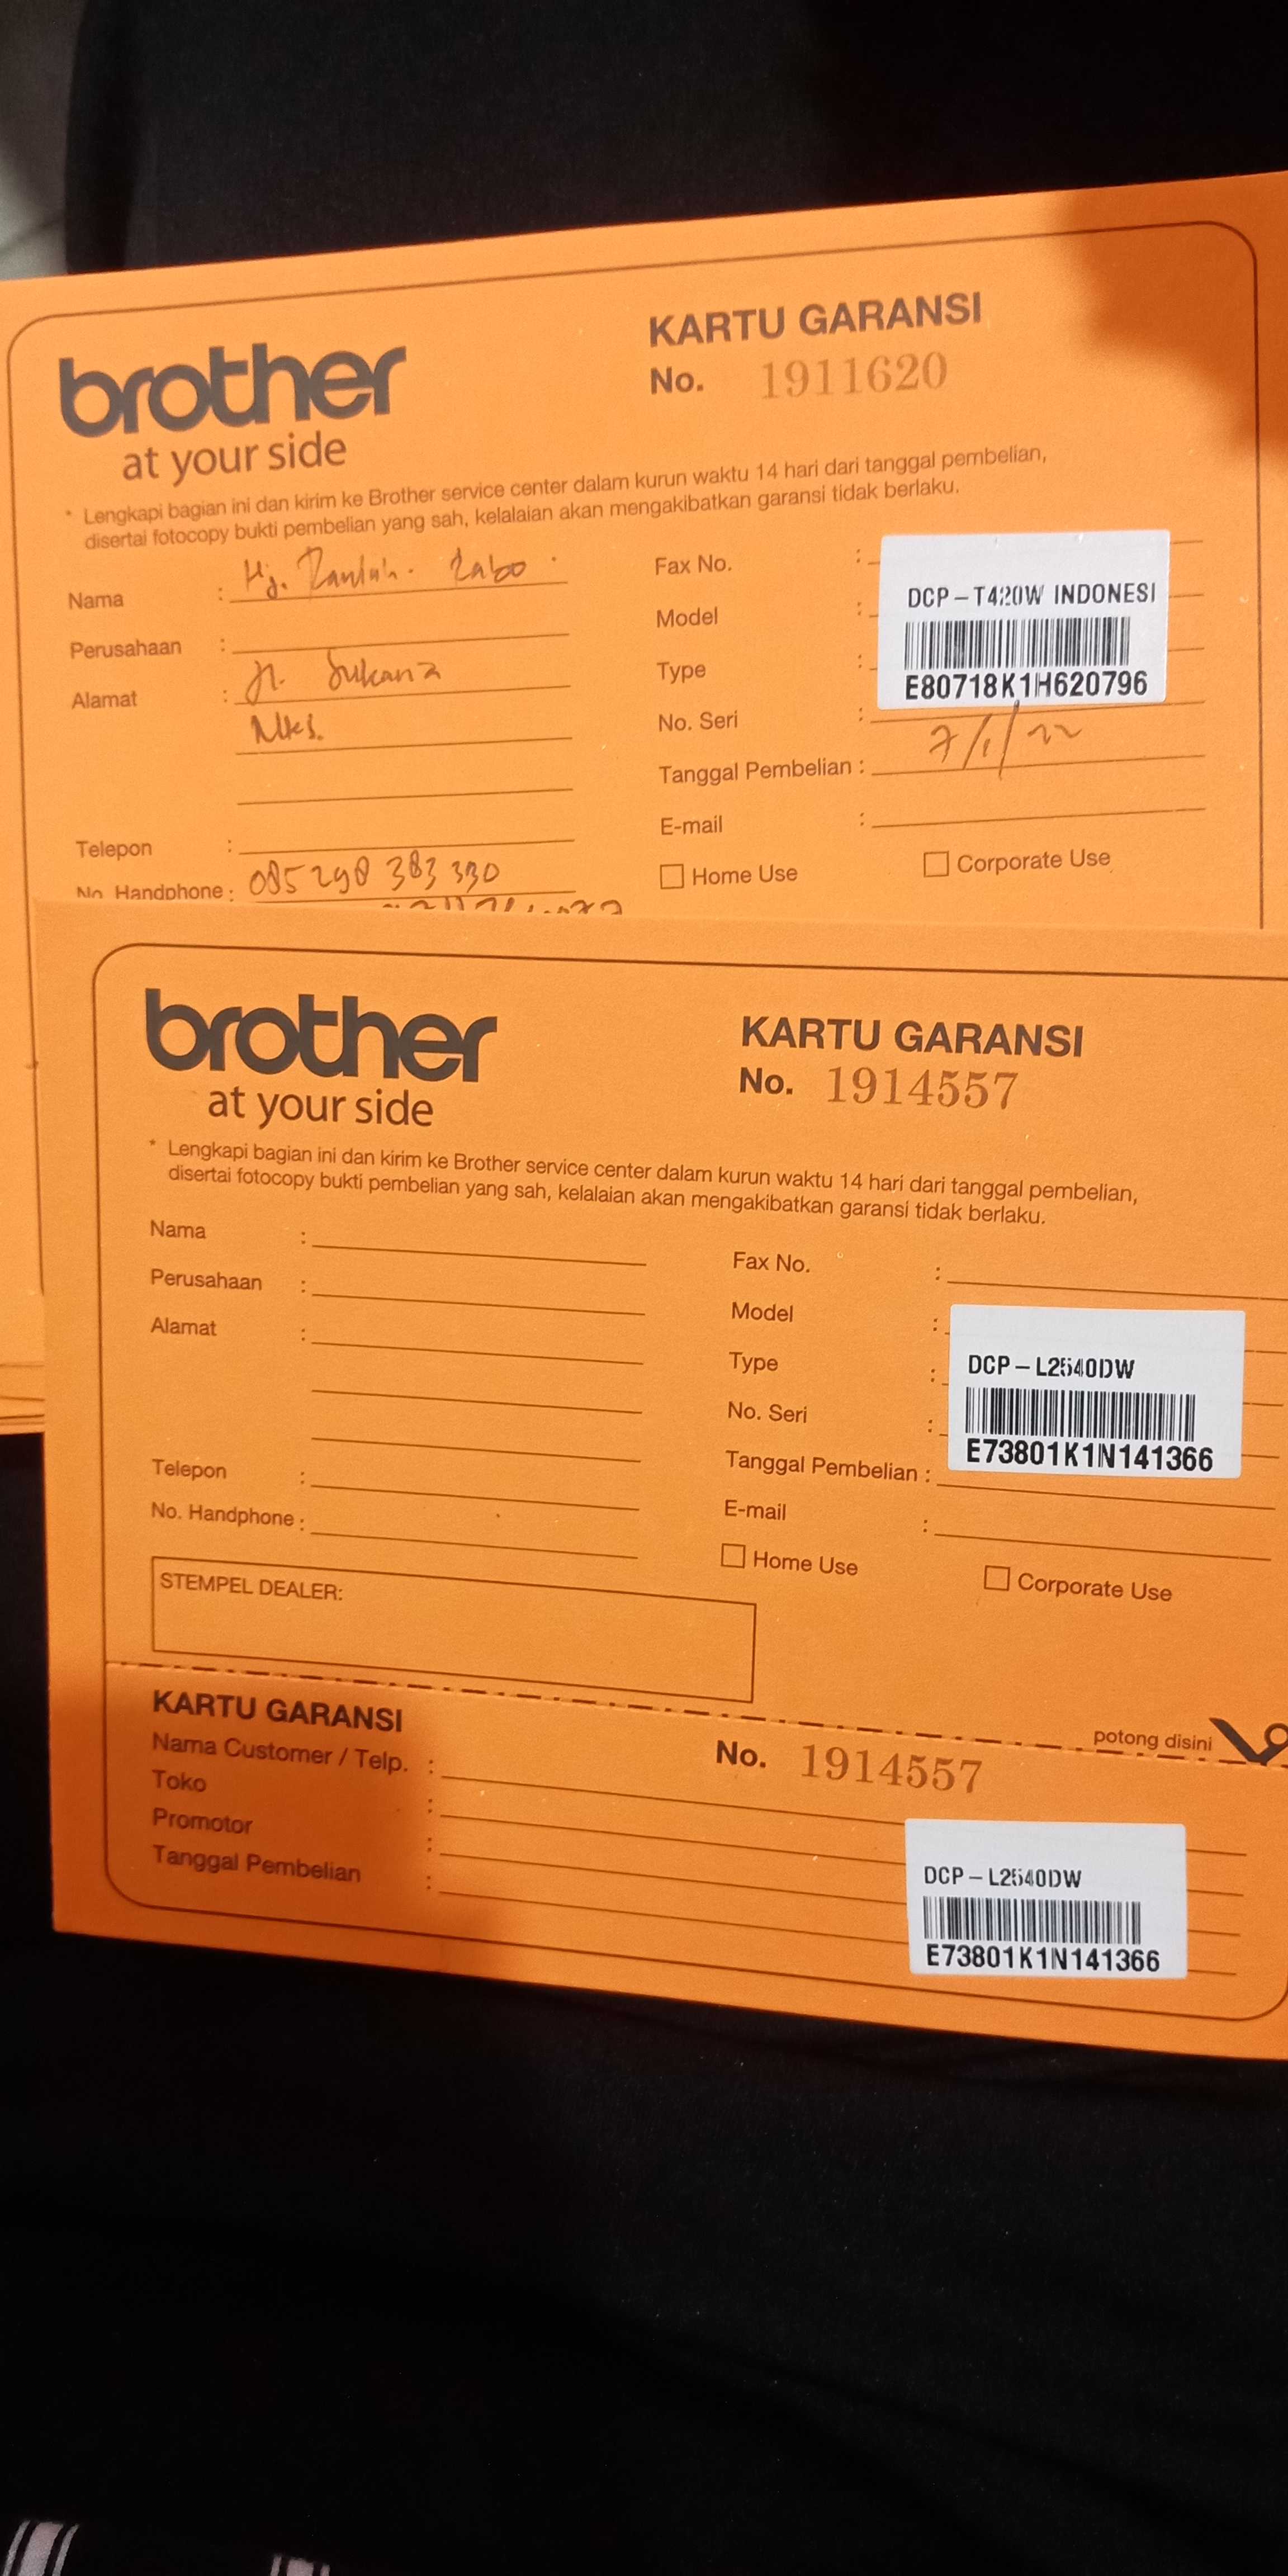 brother
at your side
KARTU GARANSI
No. 1911620
* Lengkapi bagian ini dan kirim ke Brother service center dalam kurun waktu 14 hari dari tanggal pembelian,
disertai fotocopy bukti pembelian yang sah, kelalaian akan mengakibatkan garansi tidak berlaku.
Nama : Hj.
Perusahaan :
Alamat : Jl.
Mks.
Telepon :
No. Handphone : 085 298 383 330
Fax No. :
Model :
Type :
No. Seri :
DCP-T420W INDONESI
E80718K1H620796
Tanggal Pembelian : 7/1/22
E-mail :
Home Use
Corporate Use
brother
at your side
KARTU GARANSI
No. 1914557
* Lengkapi bagian ini dan kirim ke Brother service center dalam kurun waktu 14 hari dari tanggal pembelian,
disertai fotocopy bukti pembelian yang sah, kelalaian akan mengakibatkan garansi tidak berlaku.
Nama :
Perusahaan :
Alamat :
Telepon :
No. Handphone :
Fax No. :
Model :
Type :
No. Seri :
DCP-L2540DW
E73801K1N141366
Tanggal Pembelian :
E-mail :
Home Use
Corporate Use
STEMPEL DEALER:
potong disini
KARTU GARANSI
No. 1914557
Nama Customer / Telp. :
Toko :
Promotor :
Tanggal Pembelian :
DCP-L2540DW
E73801K1N141366